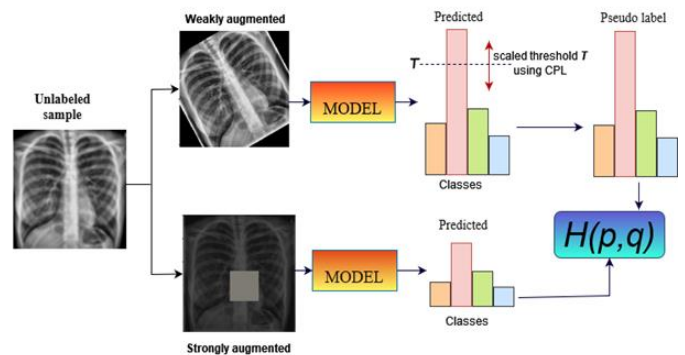 Weakly augmented
Predicted
Pseudo label
T
scaled threshold T
using CPL
Unlabeled
sample
MODEL
Classes
H(p,q)
Predicted
MODEL
Classes
Strongly augmented